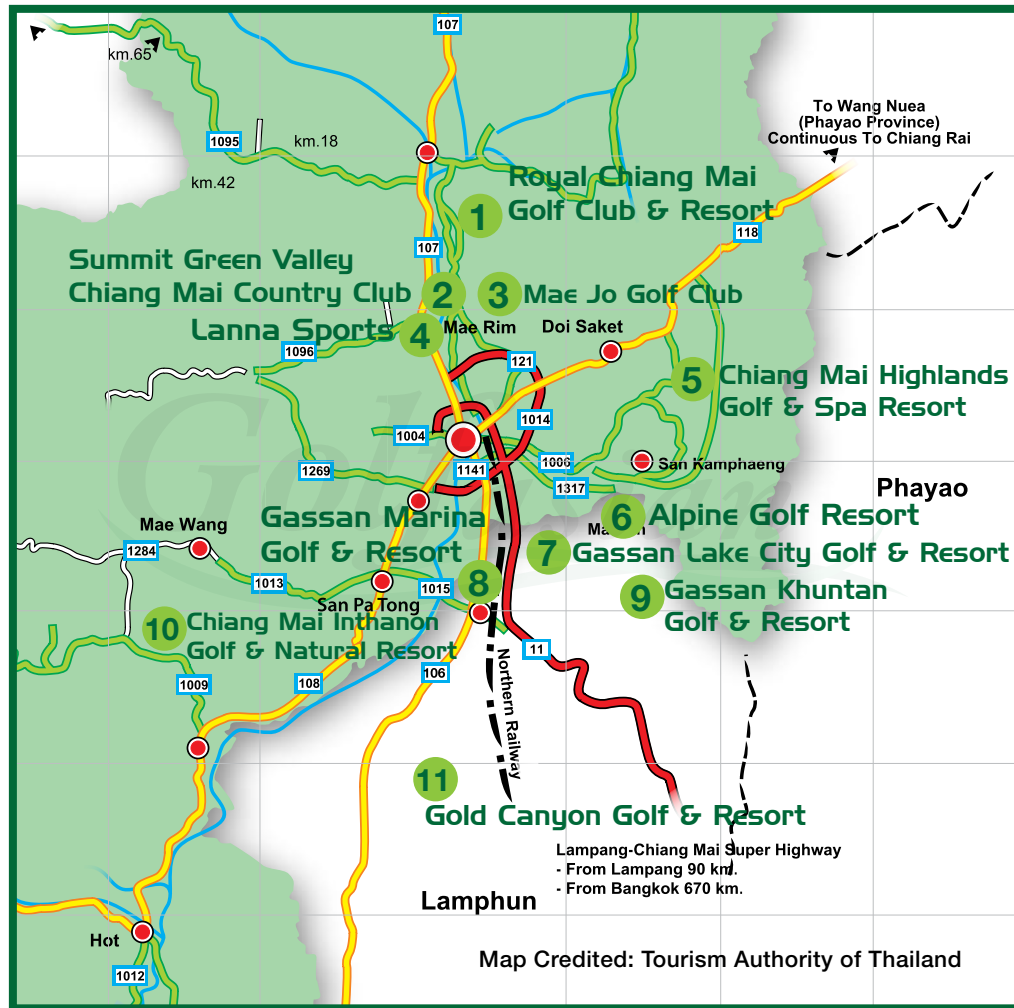 107
km.65
To Wang Nuea
(Phayao Province)
Continuous To Chiang Rai
1095
km.18
km.42
Royal Chiang Mai
Golf Club & Resort
1
118
107
Summit Green Valley
Chiang Mai Country Club
2
3
Mae Jo Golf Club
Lanna Sports
4
Mae Rim
Doi Saket
1096
121
5
Chiang Mai Highlands
Golf & Spa Resort
1014
1004
1006
San Kamphaeng
1269
1141
1317
Phayao
Gassan Marina
Golf & Resort
6
Alpine Golf Resort
Mae Wang
1284
7
Gassan Lake City Golf & Resort
1013
1015
8
9
Gassan Khuntan
Golf & Resort
San Pa Tong
10
Chiang Mai Inthanon
Golf & Natural Resort
11
106
108
1009
Northern Railway
11
Gold Canyon Golf & Resort
Lampang-Chiang Mai Super Highway
- From Lampang 90 km.
- From Bangkok 670 km.
Lamphun
Hot
Map Credited: Tourism Authority of Thailand
1012